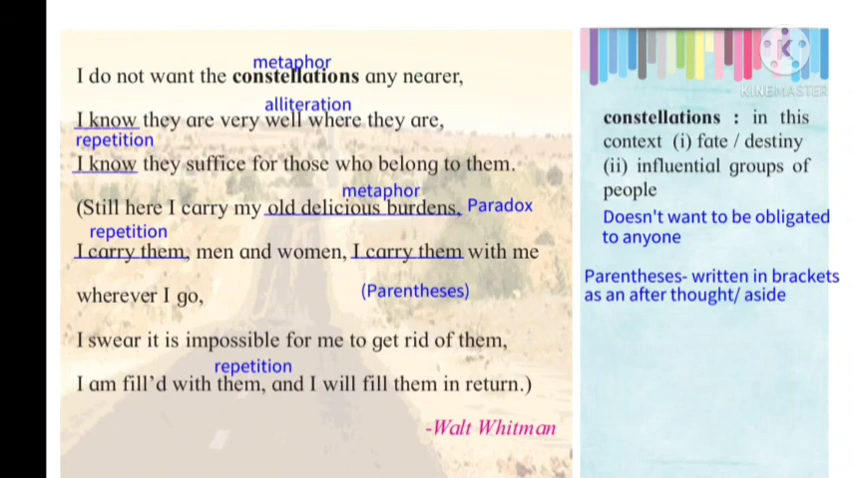 metaphor
I do not want the constellations any nearer,
alliteration
I know they are very well where they are,
repetition
I know they suffice for those who belong to them.
metaphor
(Still here I carry my old delicious burdens, Paradox
repetition
I carry them, men and women, I carry them with me
wherever I go,
(Parentheses)
I swear it is impossible for me to get rid of them,
repetition
I am fill'd with them, and I will fill them in return.)
-Walt Whitman
KINEMASTER
constellations : in this
context (i) fate / destiny
(ii) influential groups of
people
Doesn't want to be obligated
to anyone
Parentheses- written in brackets
as an after thought/ aside